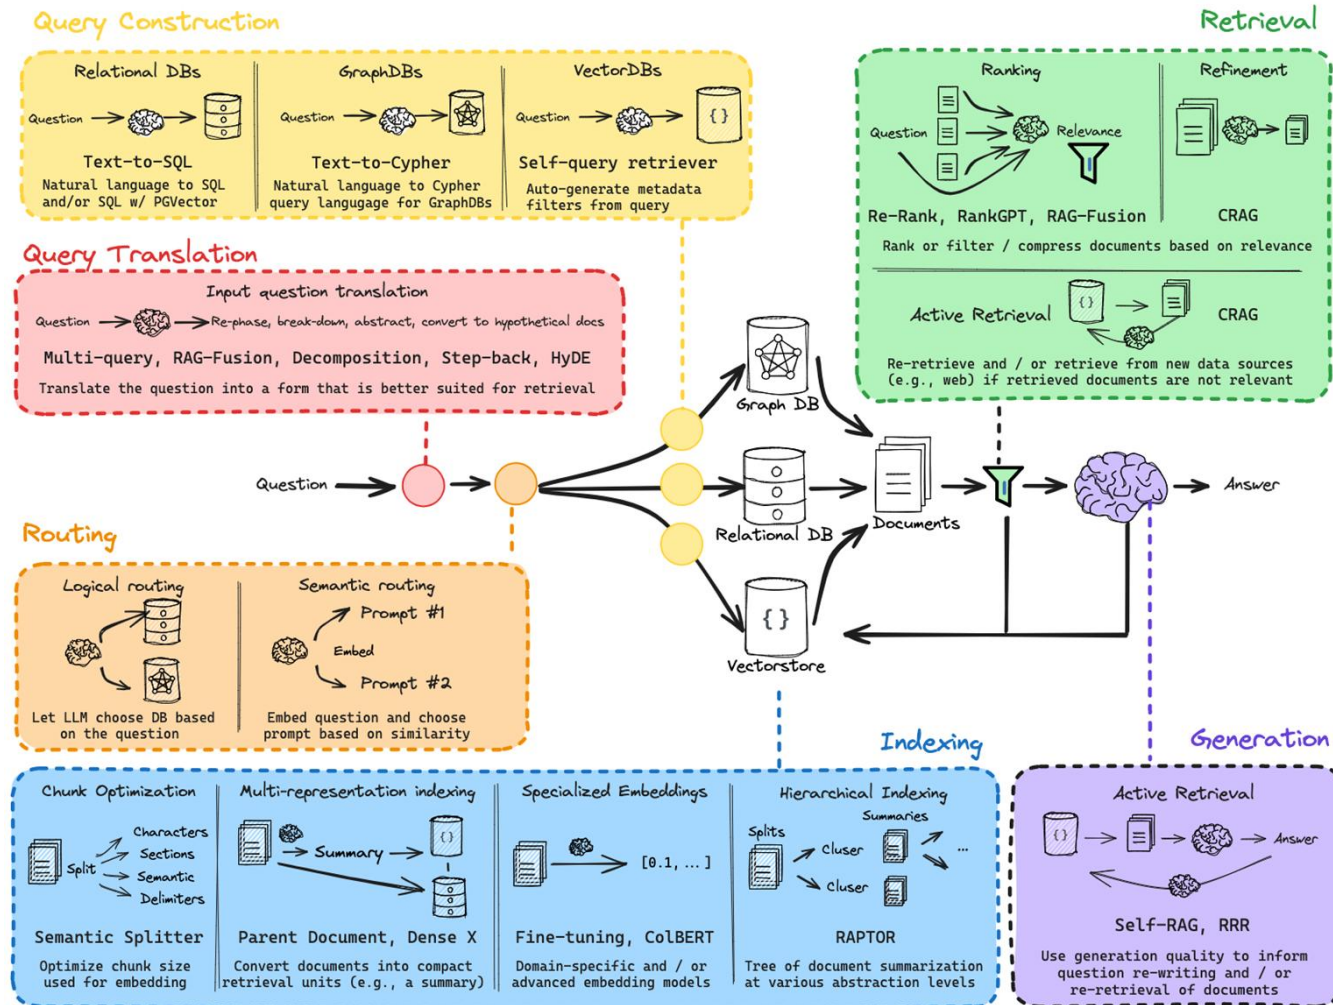 Query Construction
Relational DBs
Question
Text-to-SQL
Natural language to SQL
and/or SQL w/ PGVector
GraphDBs
Question
Text-to-Cypher
Natural language to Cypher
query langugage for GraphDBs
VectorDBs
Question
{}
Self-query retriever
Auto-generate metadata
filters from query
Retrieval
Ranking
Question
Relevance
Re-Rank, RankGPT, RAG-Fusion
Refinement
CRAG
Rank or filter / compress documents based on relevance
Active Retrieval
{}
CRAG
Re-retrieve and / or retrieve from new data sources
(e.g., web) if retrieved documents are not relevant
Query Translation
Input question translation
Question
Re-phase, break-down, abstract, convert to hypothetical docs
Multi-query, RAG-Fusion, Decomposition, Step-back, HyDE
Translate the question into a form that is better suited for retrieval
Question
Graph DB
Relational DB
{}
Vectorstore
Documents
Answer
Routing
Logical routing
Let LLM choose DB based
on the question
Semantic routing
Prompt #1
Embed
Prompt #2
Embed question and choose
prompt based on similarity
Indexing
Chunk Optimization
Split
Characters
Sections
Semantic
Delimiters
Semantic Splitter
Optimize chunk size
used for embedding
Multi-representation indexing
Summary
{}
Parent Document, Dense X
Convert documents into compact
retrieval units (e.g., a summary)
Specialized Embeddings
[0.1, ...]
Fine-tuning, ColBERT
Domain-specific and / or
advanced embedding models
Hierarchical Indexing
Splits
Summaries
Cluser
...
Cluser
RAPTOR
Tree of document summarization
at various abstraction levels
Generation
Active Retrieval
{}
Answer
Self-RAG, RRR
Use generation quality to inform
question re-writing and / or
re-retrieval of documents